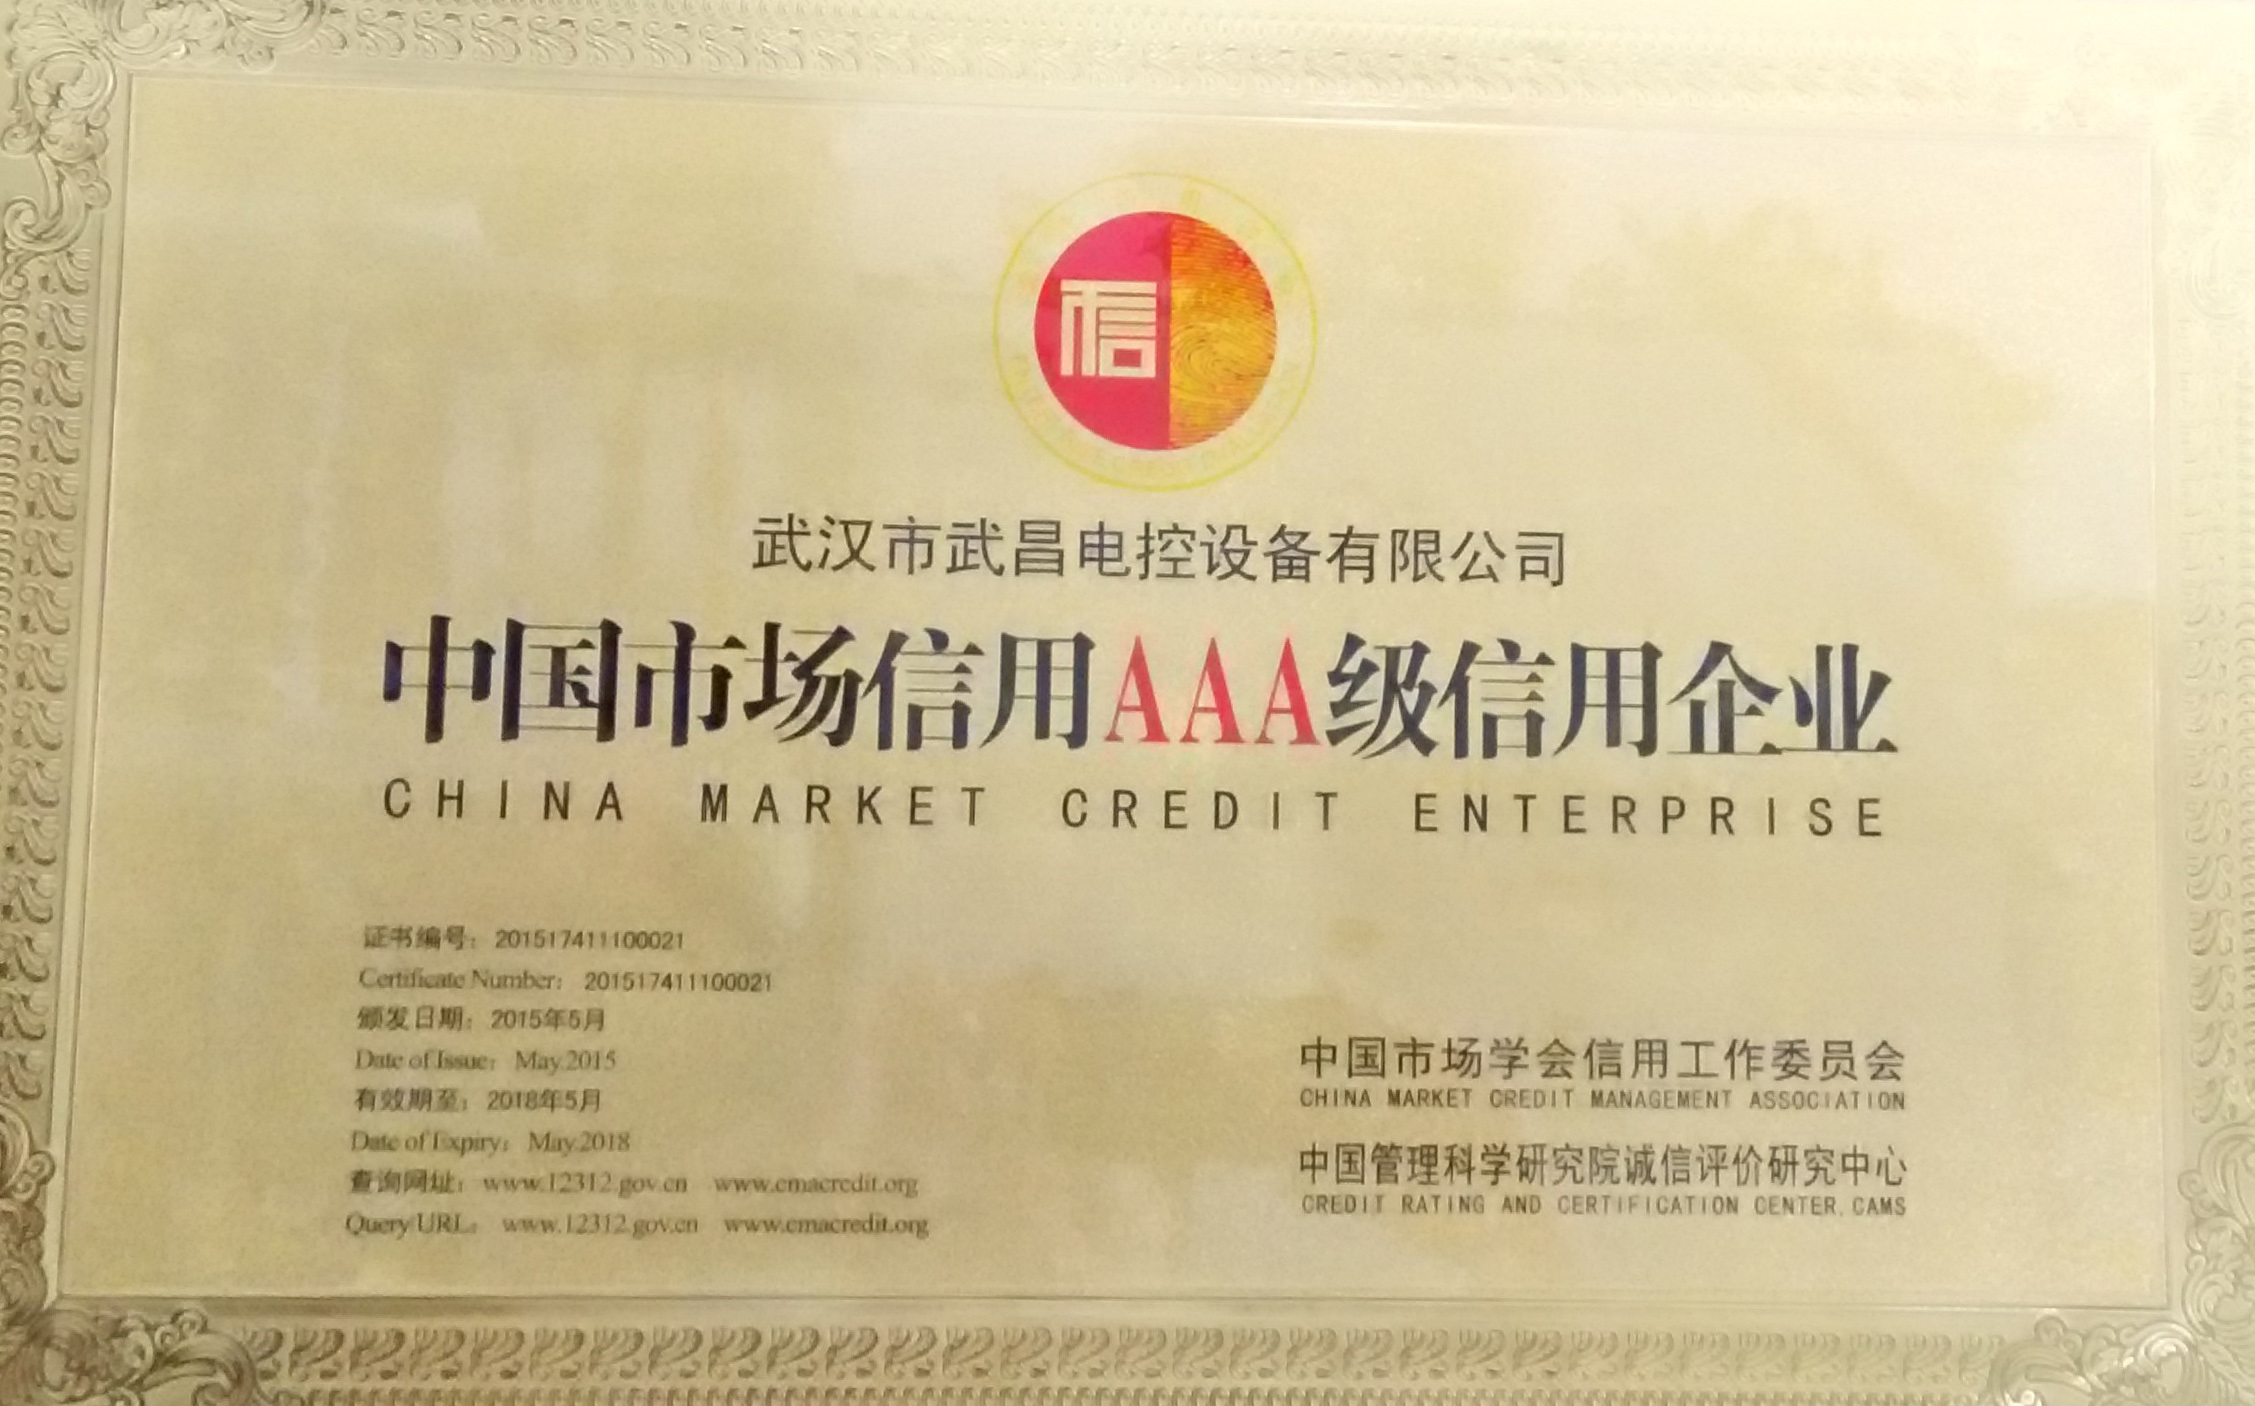 信
武汉市武昌电控设备有限公司
中国市场信用AAA级信用企业
CHINA MARKET CREDIT ENTERPRISE
证书编号：201517411100021
Certificate Number： 201517411100021
颁发日期：2015年5月
Date of Issue： May.2015
有效期至：2018年5月
Date of Expiry： May.2018
查询网址：www.12312.gov.cn www.cmacredit.org
Query URL： www.12312.gov.cn www.cmacredit.org
中国市场学会信用工作委员会
CHINA MARKET CREDIT MANAGEMENT ASSOCIATION
中国管理科学研究院诚信评价研究中心
CREDIT RATING AND CERTIFICATION CENTER,CAMS